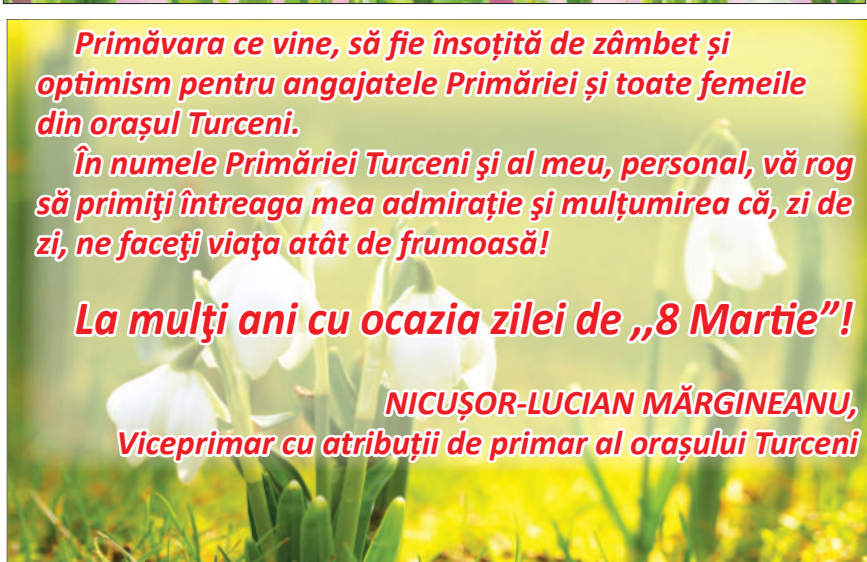 Primăvara ce vine, să fie însoțită de zâmbet și
optimism pentru angajatele Primăriei și toate femeile
din orașul Turceni.
În numele Primăriei Turceni şi al meu, personal, vă rog
să primiţi întreaga mea admirație şi mulțumirea că, zi de
zi, ne faceţi viaţa atât de frumoasă!
La mulţi ani cu ocazia zilei de ,,8 Martie”!
NICUȘOR-LUCIAN MĂRGINEANU,
Viceprimar cu atribuții de primar al orașului Turceni